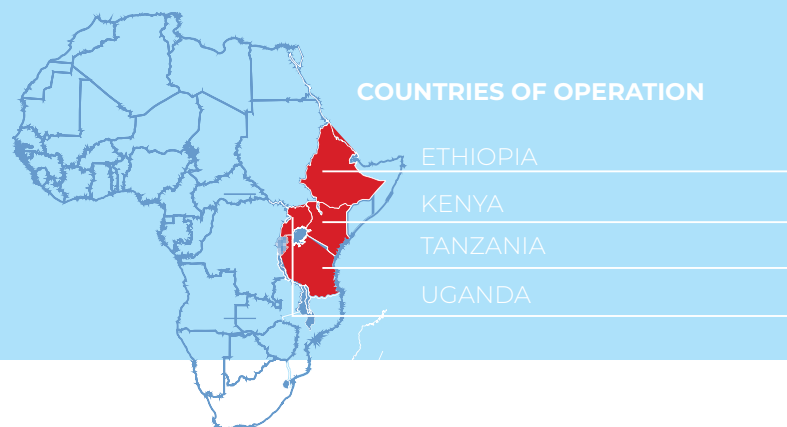 COUNTRIES OF OPERATION
ETHIOPIA
KENYA
TANZANIA
UGANDA